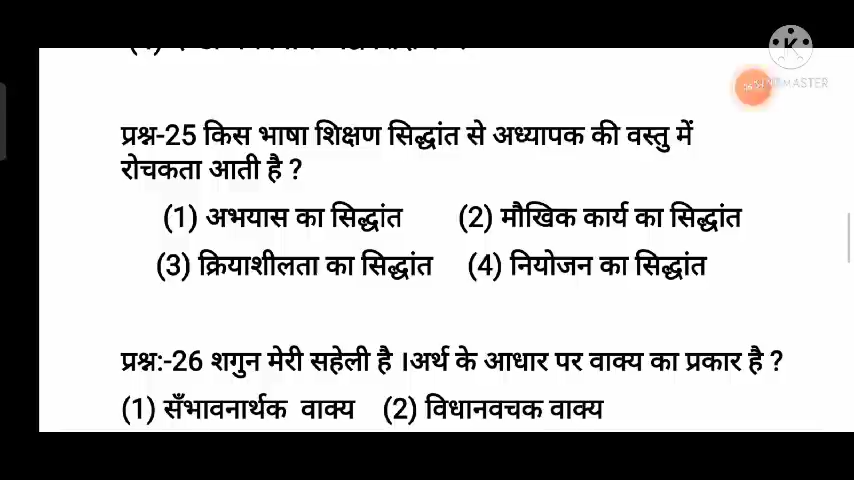 प्रश्न-25 किस भाषा शिक्षण सिद्धांत से अध्यापक की वस्तु में
रोचकता आती है ?
(1) अभयास का सिद्धांत (2) मौखिक कार्य का सिद्धांत
(3) क्रियाशीलता का सिद्धांत (4) नियोजन का सिद्धांत
प्रश्न:-26 शगुन मेरी सहेली है ।अर्थ के आधार पर वाक्य का प्रकार है ?
(1) सँभावनार्थक वाक्य (2) विधानवचक वाक्य